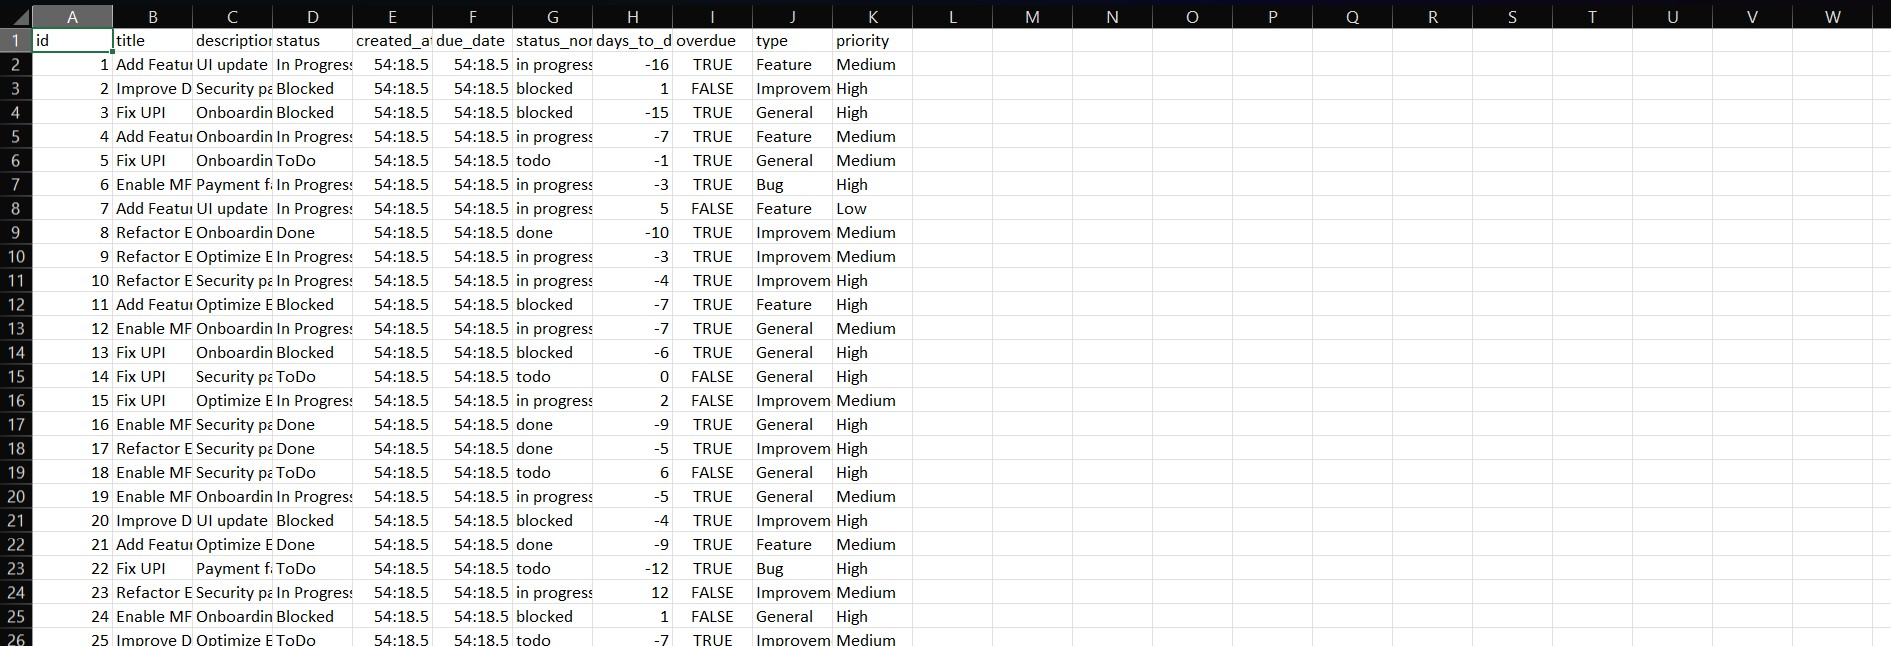 A B C D E F G H I J K L M N O P Q R S T U V W
1 id title description status created_at due_date status_nor days_to_d overdue type priority
2 1 Add Featur UI update In Progress 54:18.5 54:18.5 in progress -16 TRUE Feature Medium
3 2 Improve D Security pa Blocked 54:18.5 54:18.5 blocked 1 FALSE Improvem High
4 3 Fix UPI Onboardin Blocked 54:18.5 54:18.5 blocked -15 TRUE General High
5 4 Add Featur Onboardin In Progress 54:18.5 54:18.5 in progress -7 TRUE Feature Medium
6 5 Fix UPI Onboardin ToDo 54:18.5 54:18.5 todo -1 TRUE General Medium
7 6 Enable MF Payment fa In Progress 54:18.5 54:18.5 in progress -3 TRUE Bug High
8 7 Add Featur UI update In Progress 54:18.5 54:18.5 in progress 5 FALSE Feature Low
9 8 Refactor E Onboardin Done 54:18.5 54:18.5 done -10 TRUE Improvem Medium
10 9 Refactor E Optimize E In Progress 54:18.5 54:18.5 in progress -3 TRUE Improvem Medium
11 10 Refactor E Security pa In Progress 54:18.5 54:18.5 in progress -4 TRUE Improvem High
12 11 Add Featur Optimize E Blocked 54:18.5 54:18.5 blocked -7 TRUE Feature High
13 12 Enable MF Onboardin In Progress 54:18.5 54:18.5 in progress -7 TRUE General Medium
14 13 Fix UPI Onboardin Blocked 54:18.5 54:18.5 blocked -6 TRUE General High
15 14 Fix UPI Security pa ToDo 54:18.5 54:18.5 todo 0 FALSE General High
16 15 Fix UPI Optimize E In Progress 54:18.5 54:18.5 in progress 2 FALSE Improvem Medium
17 16 Enable MF Security pa Done 54:18.5 54:18.5 done -9 TRUE General High
18 17 Refactor E Security pa Done 54:18.5 54:18.5 done -5 TRUE Improvem High
19 18 Enable MF Security pa ToDo 54:18.5 54:18.5 todo 6 FALSE General High
20 19 Enable MF Onboardin In Progress 54:18.5 54:18.5 in progress -5 TRUE General Medium
21 20 Improve D UI update Blocked 54:18.5 54:18.5 blocked -4 TRUE Improvem High
22 21 Add Featur Optimize E Done 54:18.5 54:18.5 done -9 TRUE Feature Medium
23 22 Fix UPI Payment fa ToDo 54:18.5 54:18.5 todo -12 TRUE Bug High
24 23 Refactor E Security pa In Progress 54:18.5 54:18.5 in progress 12 FALSE Improvem Medium
25 24 Enable MF Onboardin Blocked 54:18.5 54:18.5 blocked 1 FALSE General High
26 25 Improve D Optimize E ToDo 54:18.5 54:18.5 todo -7 TRUE Improvem Medium